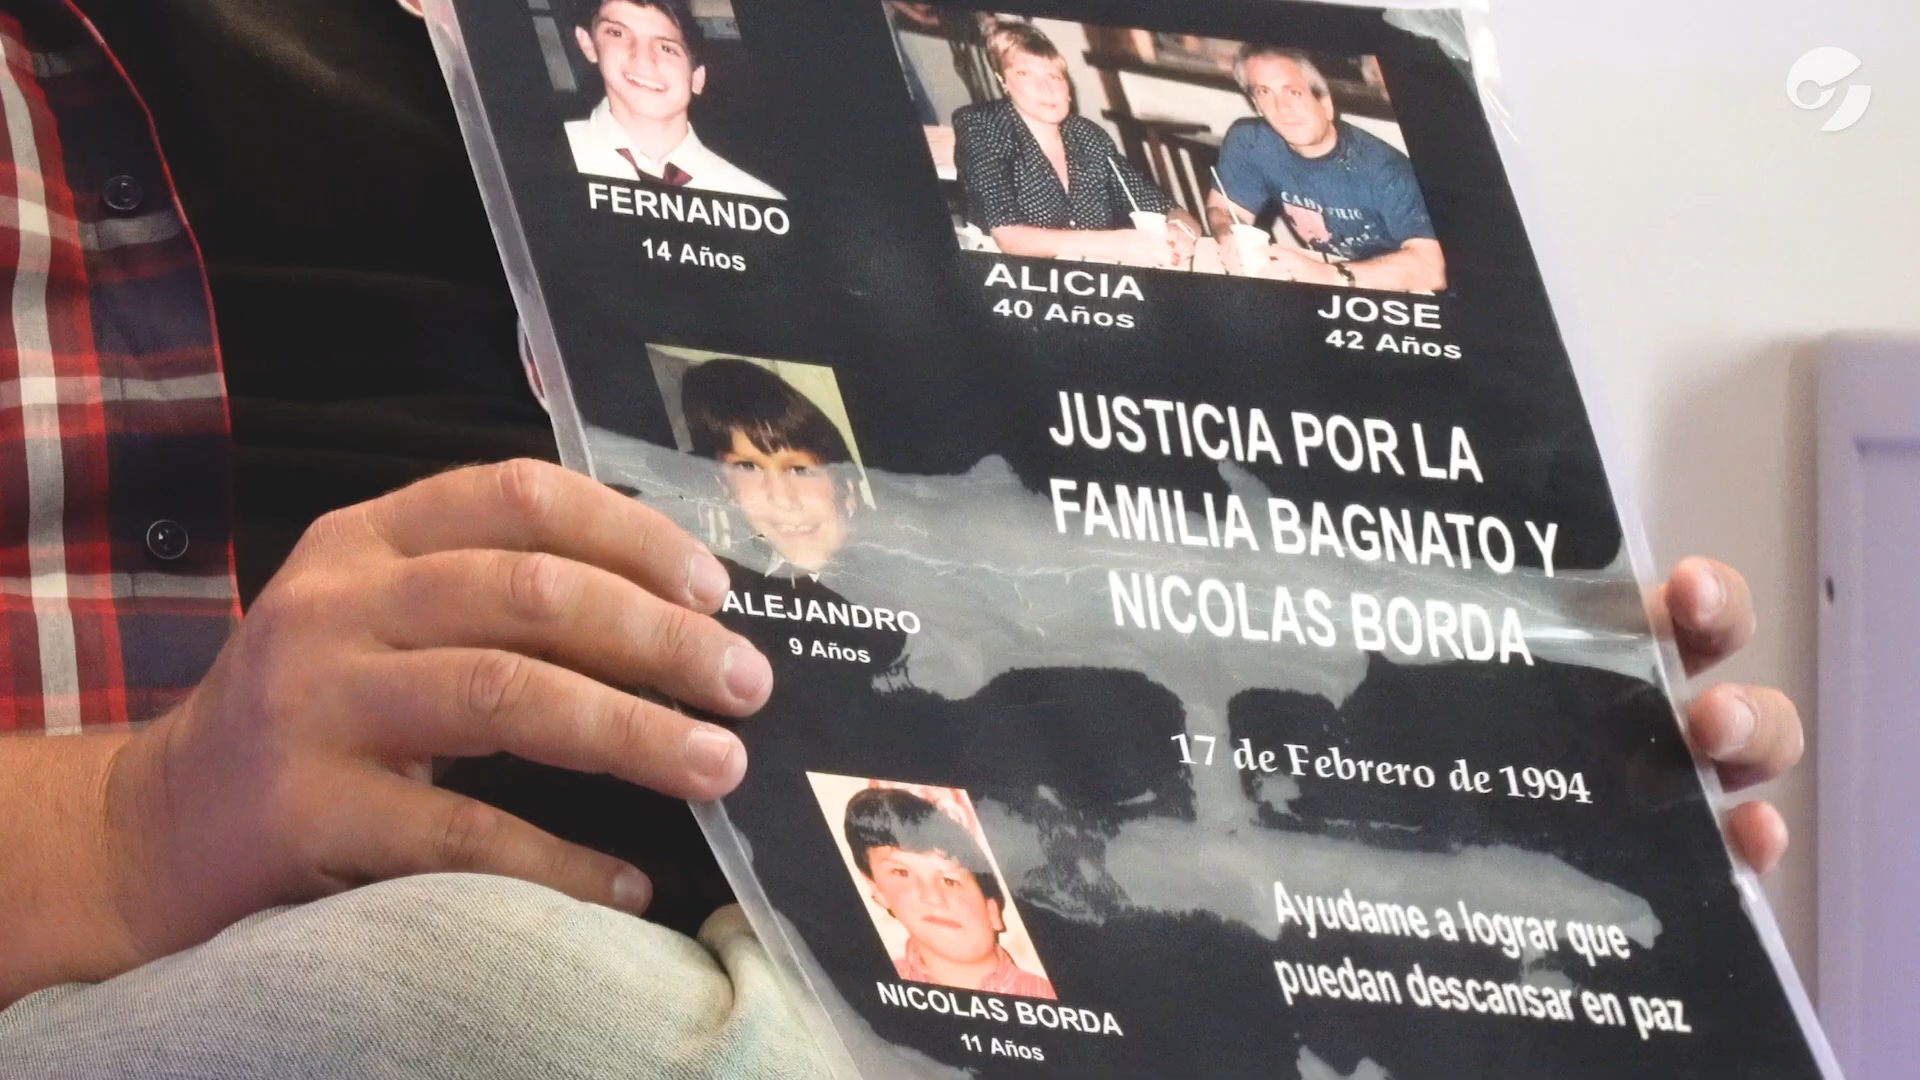 FERNANDO
14 Años
ALICIA
40 Años
JOSE
42 Años
ALEJANDRO
9 Años
JUSTICIA POR LA
FAMILIA BAGNATO Y
NICOLAS BORDA
17 de Febrero de 1994
NICOLAS BORDA
11 Años
Ayudame a lograr que
puedan descansar en paz